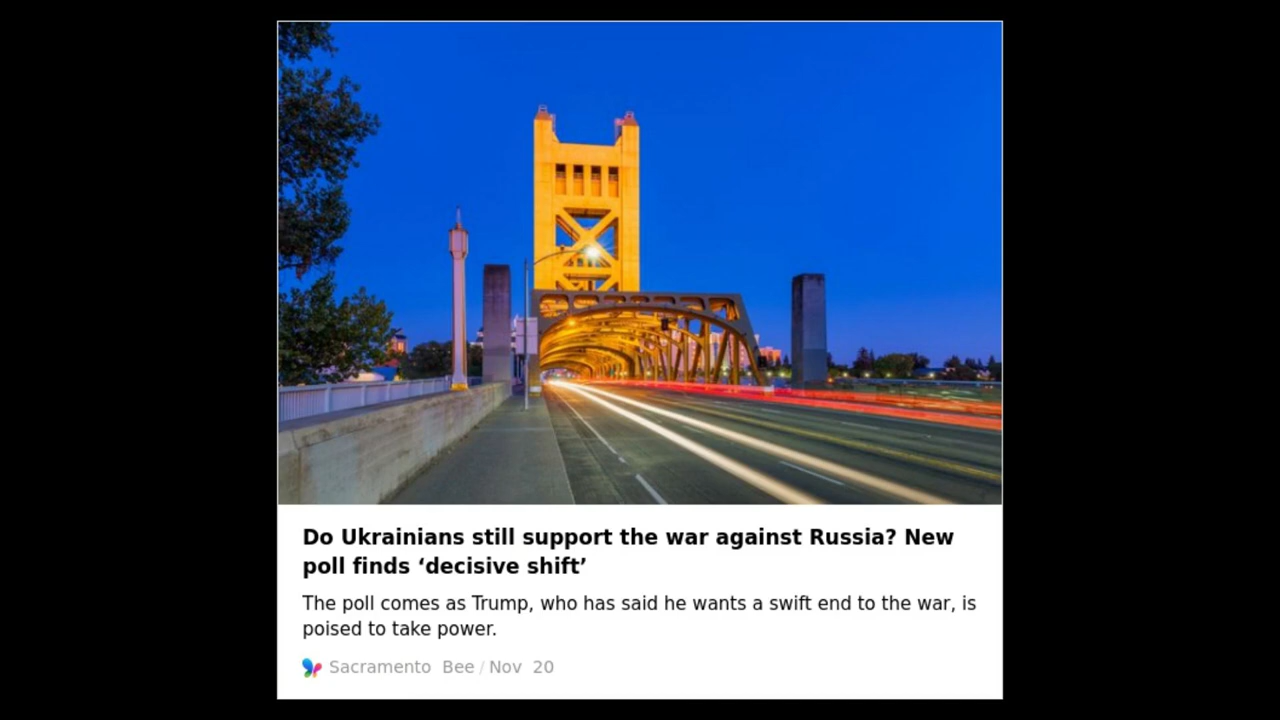 Do Ukrainians still support the war against Russia? New
poll finds ‘decisive shift’
The poll comes as Trump, who has said he wants a swift end to the war, is
poised to take power.
Sacramento Bee / Nov 20